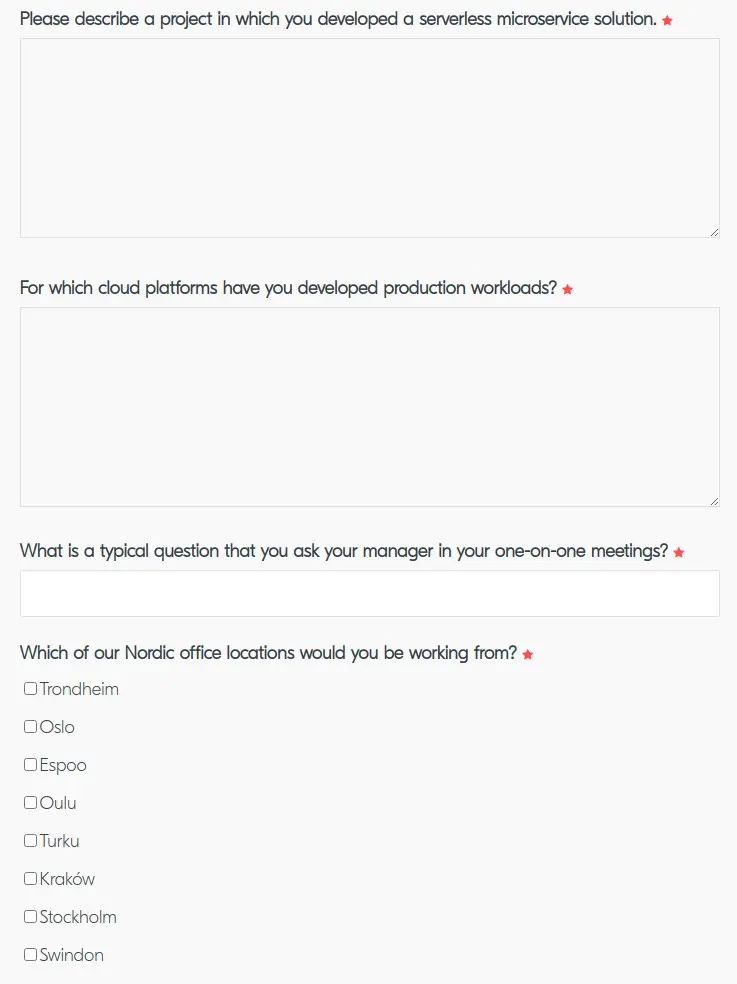 Please describe a project in which you developed a serverless microservice solution. ★
For which cloud platforms have you developed production workloads? ★
What is a typical question that you ask your manager in your one-on-one meetings? ★
Which of our Nordic office locations would you be working from? ★
Trondheim
Oslo
Espoo
Oulu
Turku
Kraków
Stockholm
Swindon